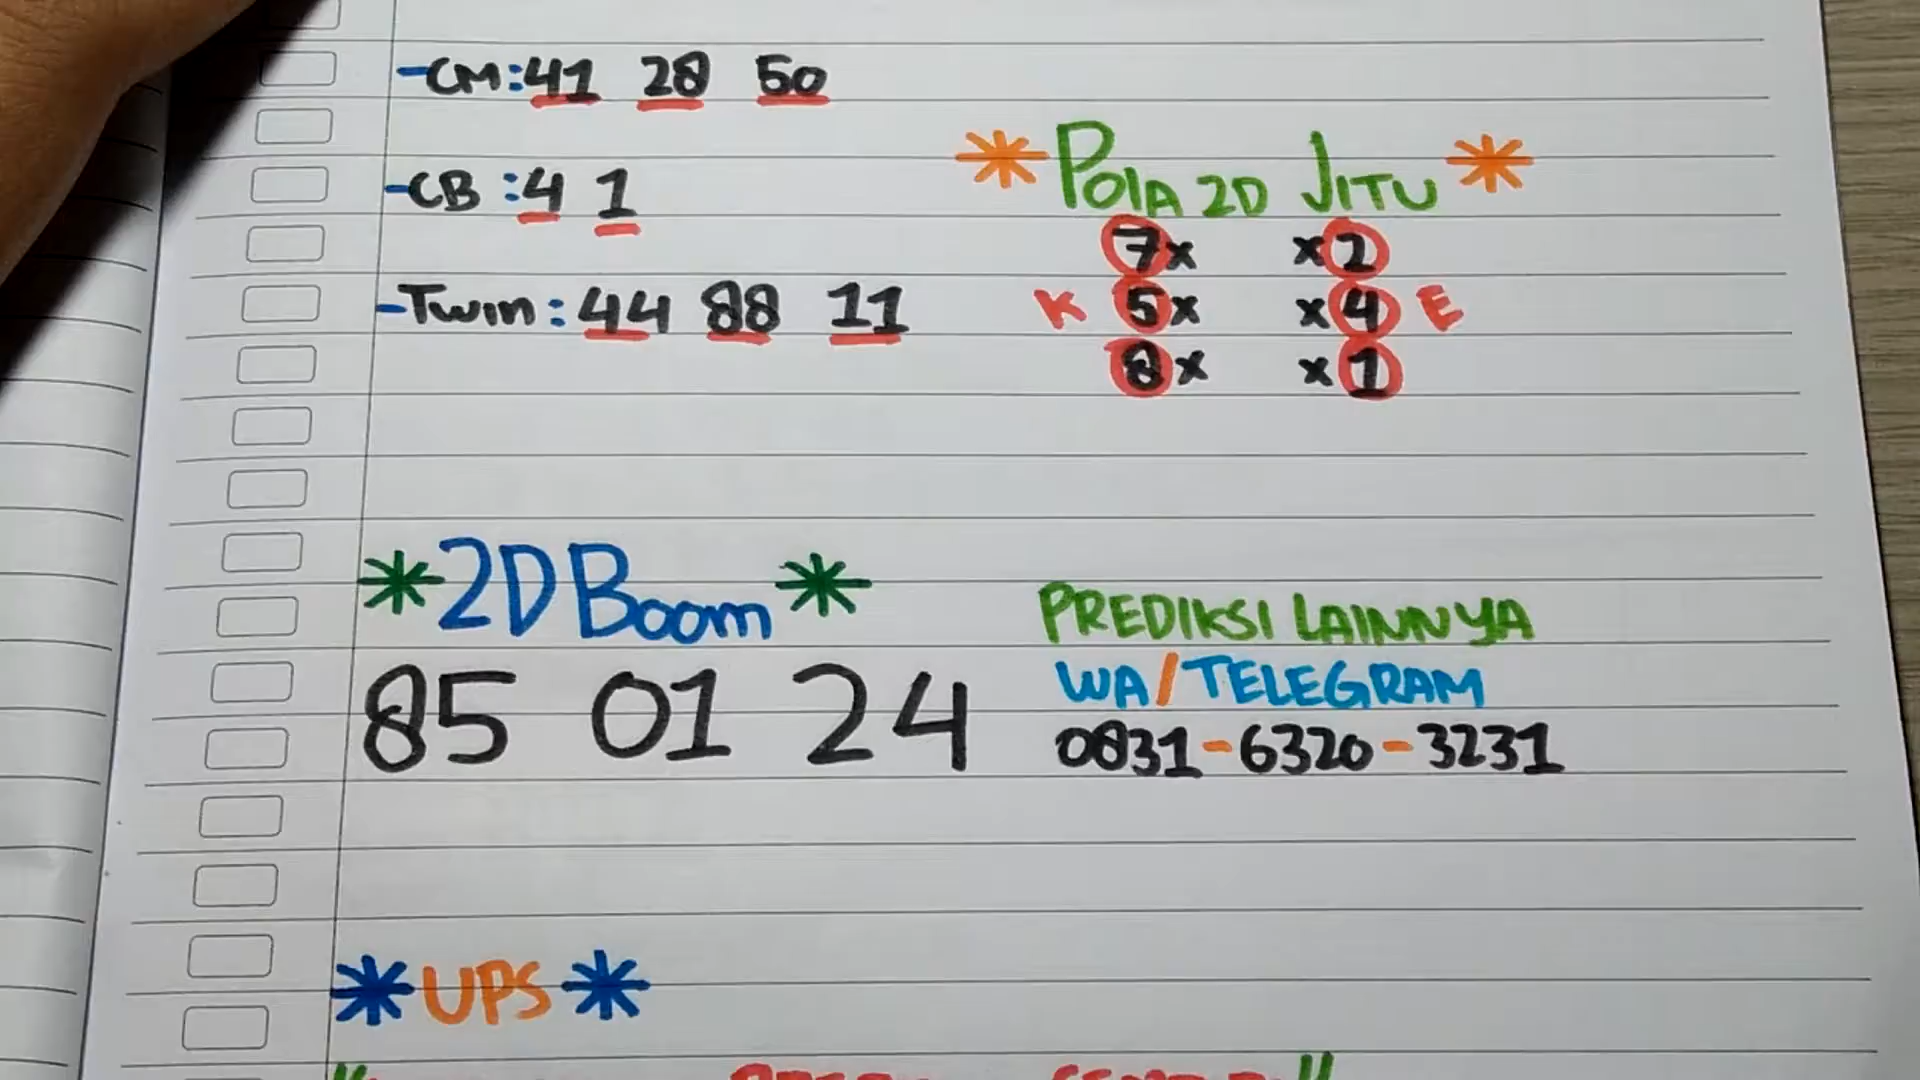 -CM:41 28 50
-CB:4 1
-Twin:44 88 11
*Pola 2D JITU*
7x x2
K 5x x4 E
8x x1
*2D Boom*
85 01 24
PREDIKSI LAINNYA
WA/TELEGRAM
0831-6320-3231
*UPS*